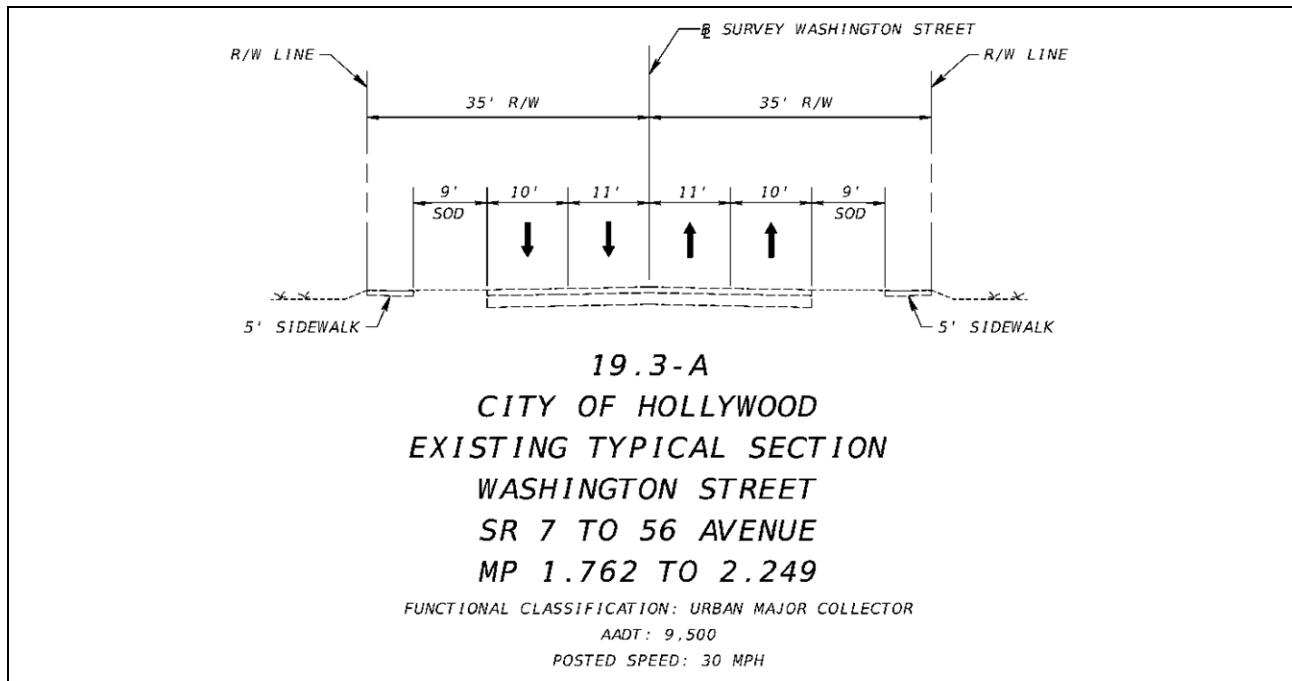 ℄ SURVEY WASHINGTON STREET
R/W LINE
R/W LINE
35' R/W
35' R/W
9'
10'
11'
11'
10'
9'
SOD
SOD
5' SIDEWALK
5' SIDEWALK
19.3-A
CITY OF HOLLYWOOD
EXISTING TYPICAL SECTION
WASHINGTON STREET
SR 7 TO 56 AVENUE
MP 1.762 TO 2.249
FUNCTIONAL CLASSIFICATION: URBAN MAJOR COLLECTOR
AADT: 9,500
POSTED SPEED: 30 MPH